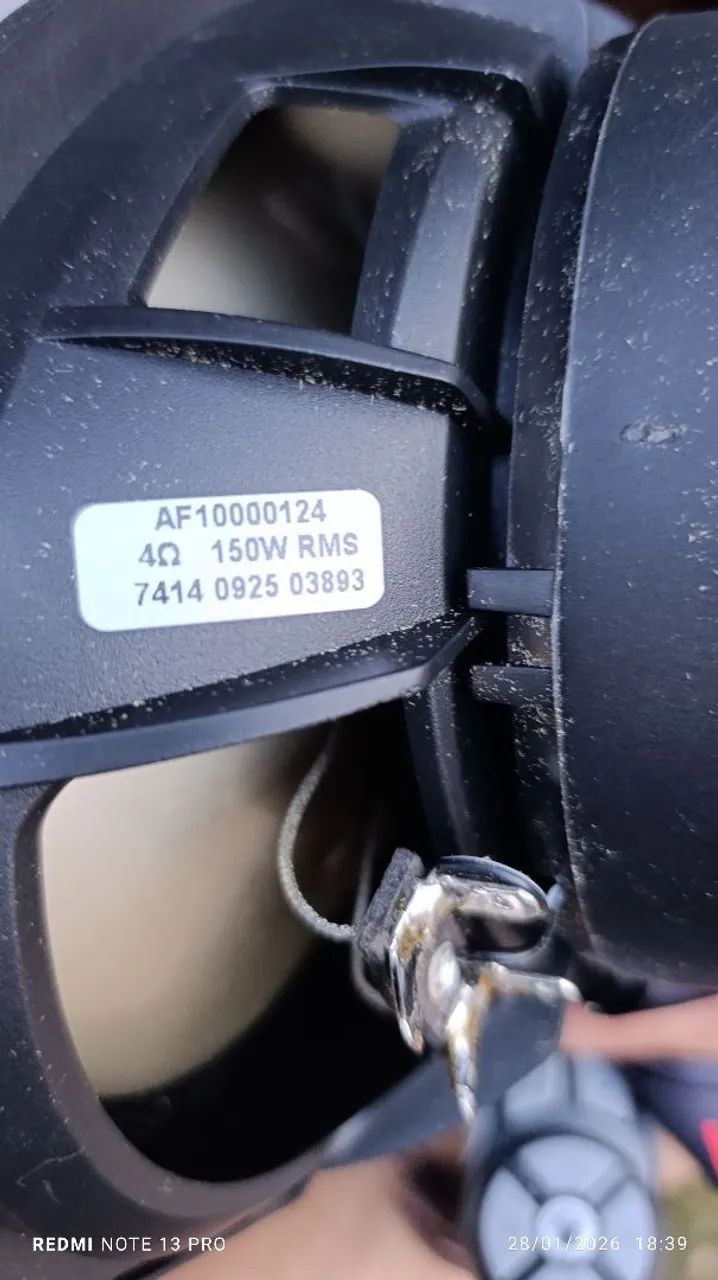 AF10000124
4Ω 150W RMS
7414 0925 03893
REDMI NOTE 13 PRO
28/01/2026 18:39